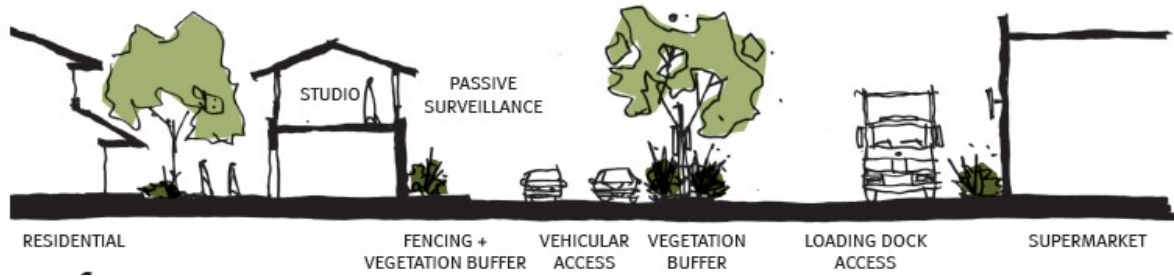 STUDIO
PASSIVE
SURVEILLANCE
RESIDENTIAL
FENCING +
VEGETATION BUFFER
VEHICULAR
ACCESS
VEGETATION
BUFFER
LOADING DOCK
ACCESS
SUPERMARKET